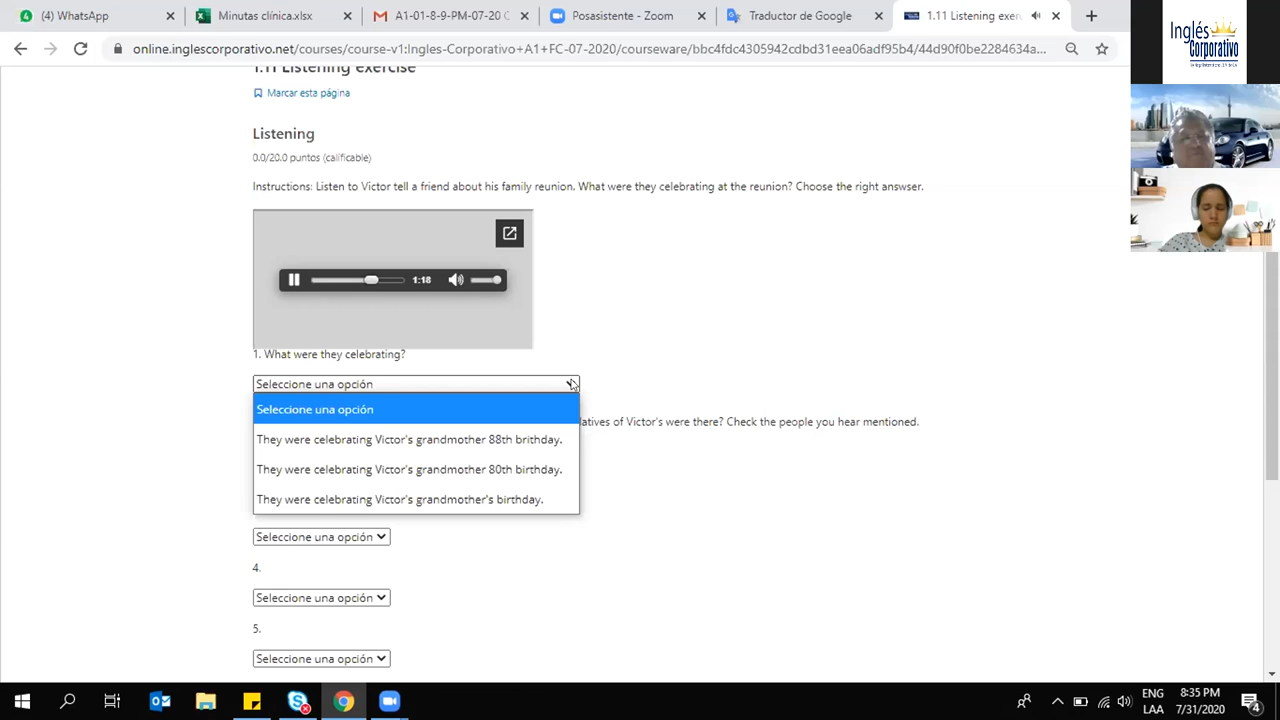 (4) WhatsApp
Minutas clínica.xlsx
A1-01-8-9-PM-07-20 C
Posasistente - Zoom
Traductor de Google
1.11 Listening exer
online.inglescorporativo.net/courses/course-v1:Ingles-Corporativo+A1+FC-07-2020/courseware/bbc4fdc4305942cdbd31eea06adf95b4/44d90f0be2284634a...
Inglés
Corporativo
1.11 Listening exercise
Marcar esta página
Listening
0.0/20.0 puntos (calificable)
Instructions: Listen to Victor tell a friend about his family reunion. What were they celebrating at the reunion? Choose the right answser.
1:18
1. What were they celebrating?
Seleccione una opción
Seleccione una opción
latives of Victor's were there? Check the people you hear mentioned.
They were celebrating Victor's grandmother 88th brithday.
They were celebrating Victor's grandmother 80th birthday.
They were celebrating Victor's grandmother's birthday.
Seleccione una opción
4.
Seleccione una opción
5.
Seleccione una opción
ENG
LAA
8:35 PM
7/31/2020
4